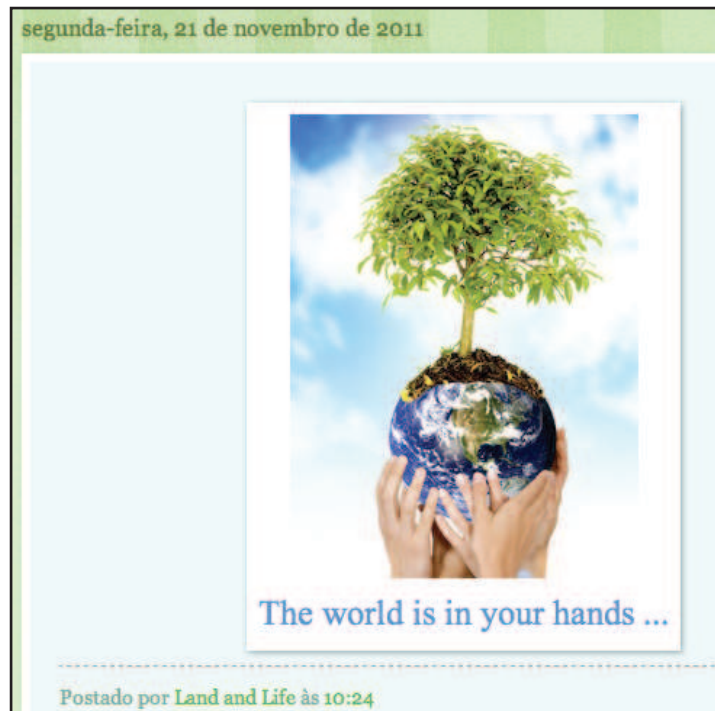 segunda-feira, 21 de novembro de 2011
The world is in your hands ...
Postado por Land and Life às 10:24